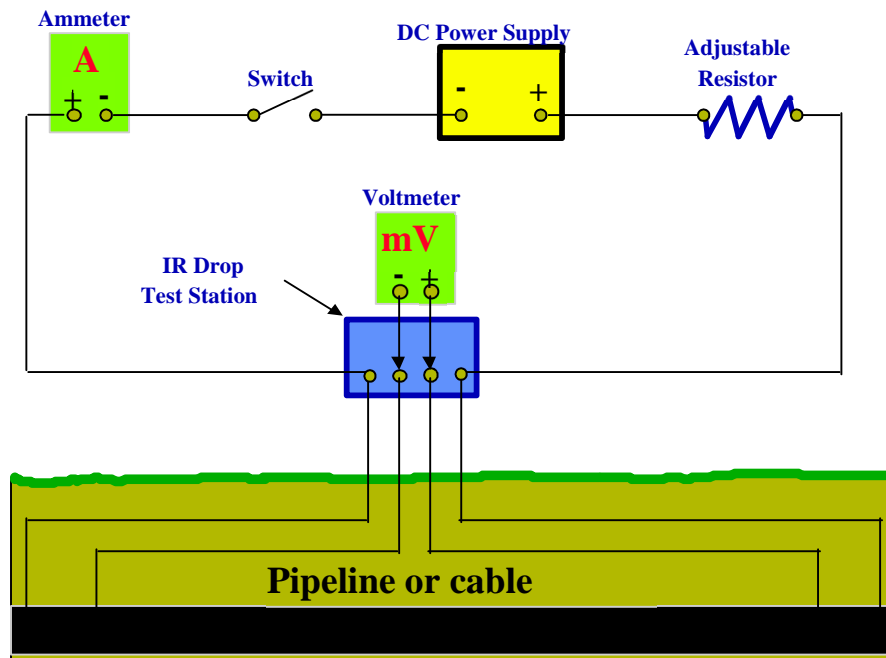 Ammeter
A
+ -
Switch
DC Power Supply
- +
Adjustable
Resistor
Voltmeter
mV
- +
IR Drop
Test Station
Pipeline or cable